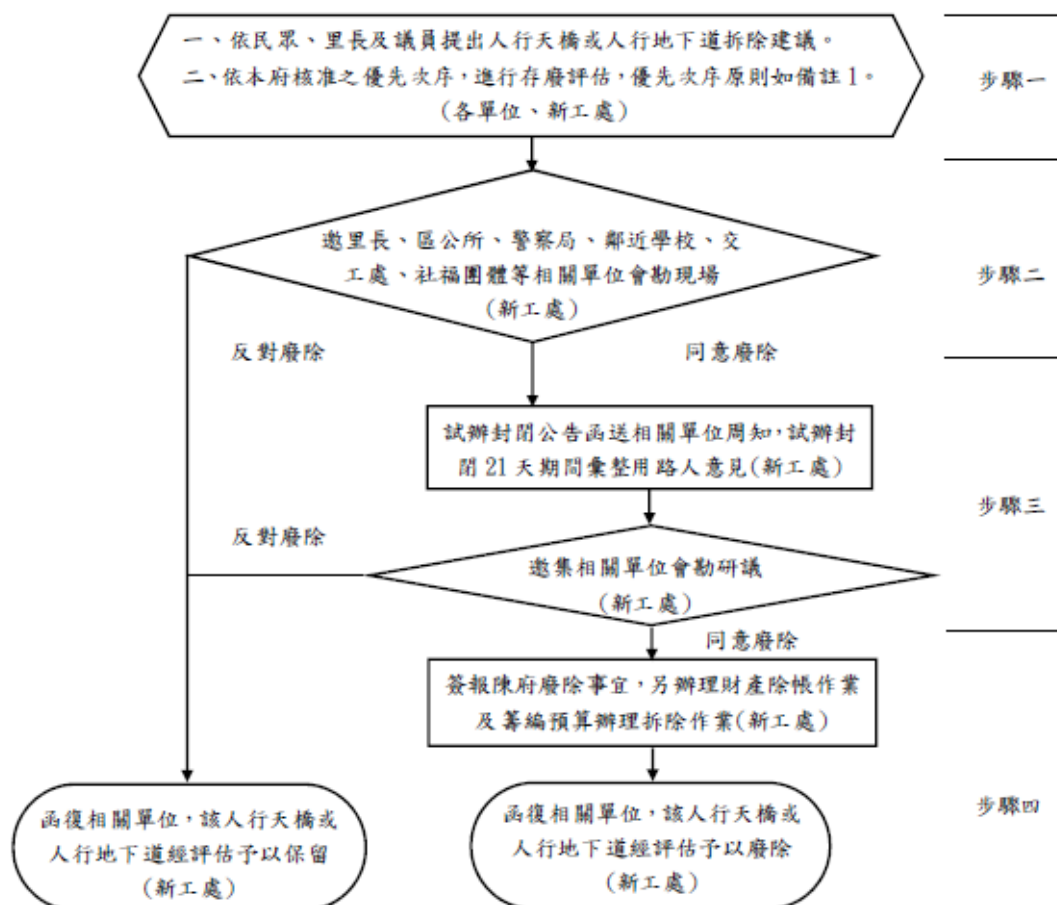 一、依民眾、里長及議員提出人行天橋或人行地下道拆除建議。
二、依本府核准之優先次序，進行存廢評估，優先次序原則如備註1。
(各單位、新工處)
步驟一
邀里長、區公所、警察局、鄰近學校、交
工處、社福團體等相關單位會勘現場
(新工處)
步驟二
反對廢除
同意廢除
試辦封閉公告函送相關單位周知，試辦封
閉21天期間彙整用路人意見(新工處)
步驟三
反對廢除
邀集相關單位會勘研議
(新工處)
同意廢除
簽報陳府廢除事宜，另辦理財產除帳作業
及籌編預算辦理拆除作業(新工處)
步驟四
函復相關單位，該人行天橋或
人行地下道經評估予以保留
(新工處)
函復相關單位，該人行天橋或
人行地下道經評估予以廢除
(新工處)